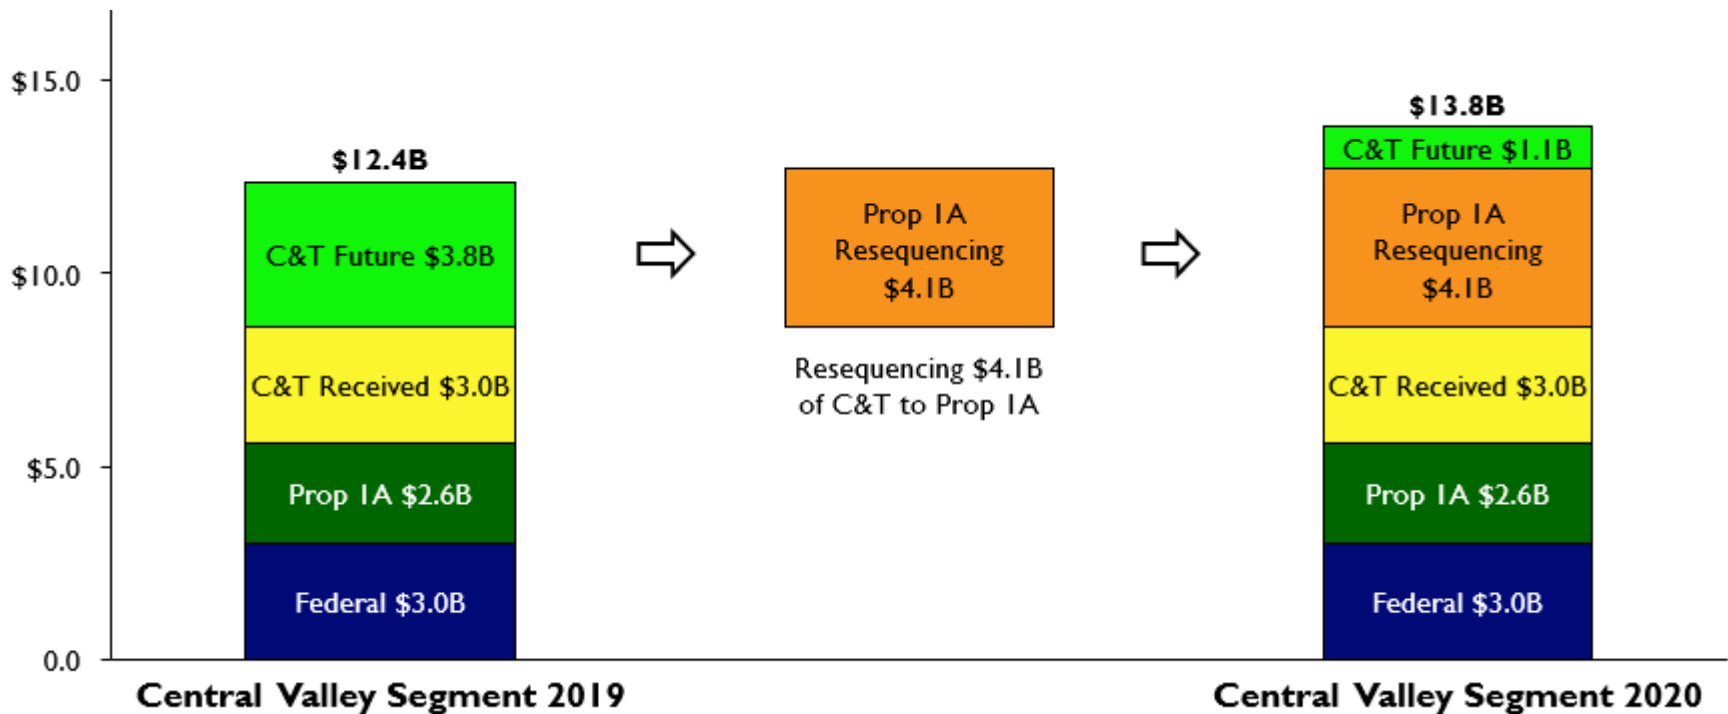 $15.0
$10.0
$5.0
0.0
$12.4B
C&T Future $3.8B
C&T Received $3.0B
Prop 1A $2.6B
Federal $3.0B
Central Valley Segment 2019
Prop 1A
Resequencing
$4.1B
Resequencing $4.1B
of C&T to Prop 1A
$13.8B
C&T Future $1.1B
Prop 1A
Resequencing
$4.1B
C&T Received $3.0B
Prop 1A $2.6B
Federal $3.0B
Central Valley Segment 2020